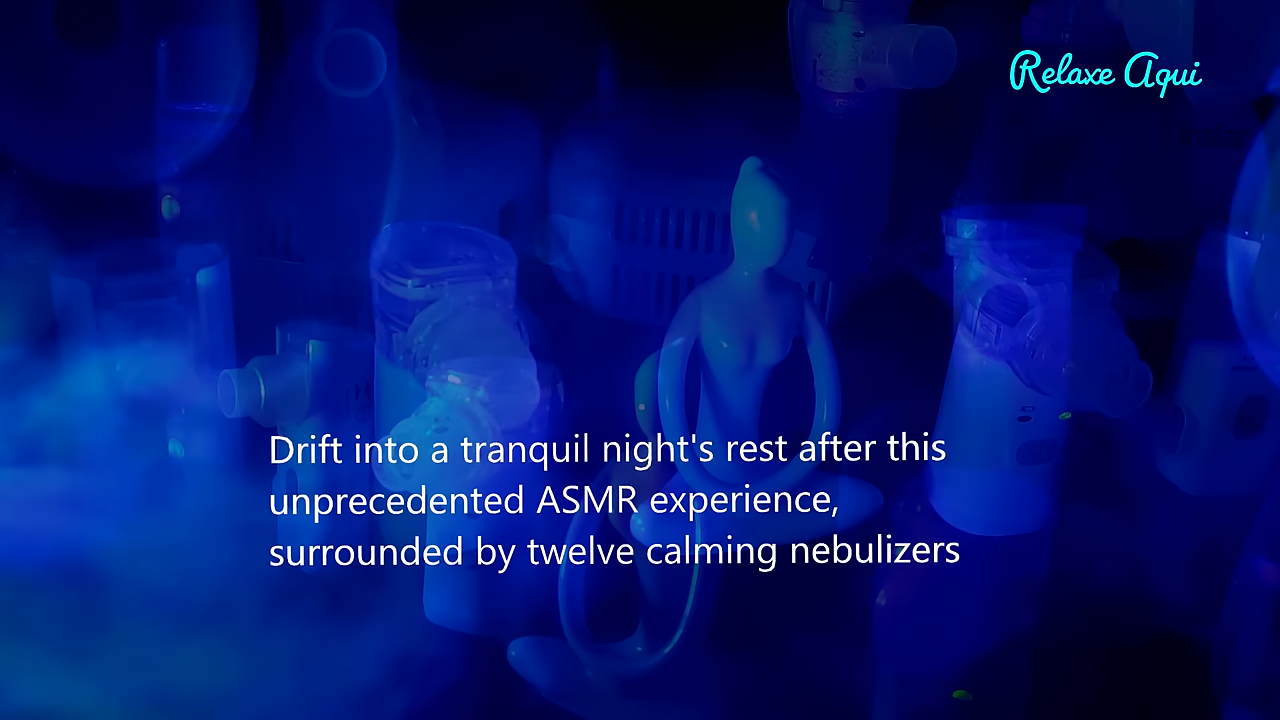 Relaxe Aqui
Drift into a tranquil night's rest after this
unprecedented ASMR experience,
surrounded by twelve calming nebulizers